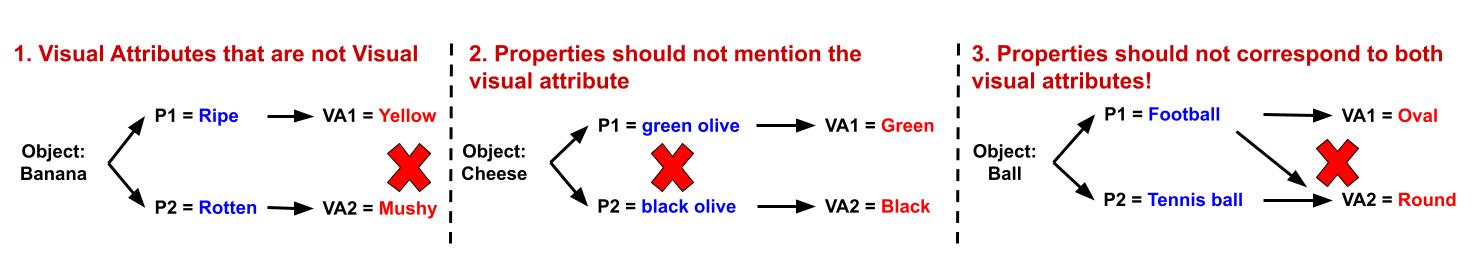 1. Visual Attributes that are not Visual
P1 = Ripe
VA1 = Yellow
Object:
Banana
P2 = Rotten
VA2 = Mushy
2. Properties should not mention the
visual attribute
P1 = green olive
VA1 = Green
Object:
Cheese
P2 = black olive
VA2 = Black
3. Properties should not correspond to both
visual attributes!
P1 = Football
VA1 = Oval
Object:
Ball
P2 = Tennis ball
VA2 = Round